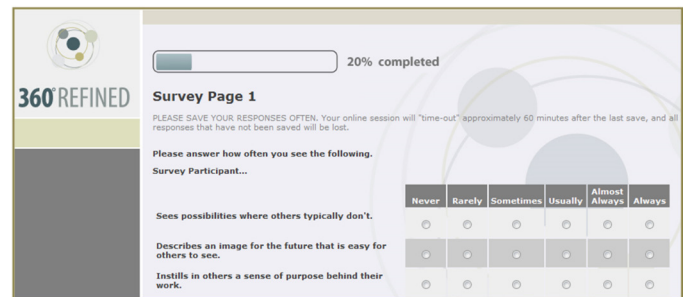 20% completed
360°REFINED
Survey Page 1
PLEASE SAVE YOUR RESPONSES OFTEN. Your online session will "time-out" approximately 60 minutes after the last save, and all
responses that have not been saved will be lost.
Please answer how often you see the following.
Survey Participant...
Never Rarely Sometimes Usually Almost Always Always
Sees possibilities where others typically don't.
Describes an image for the future that is easy for
others to see.
Instills in others a sense of purpose behind their
work.